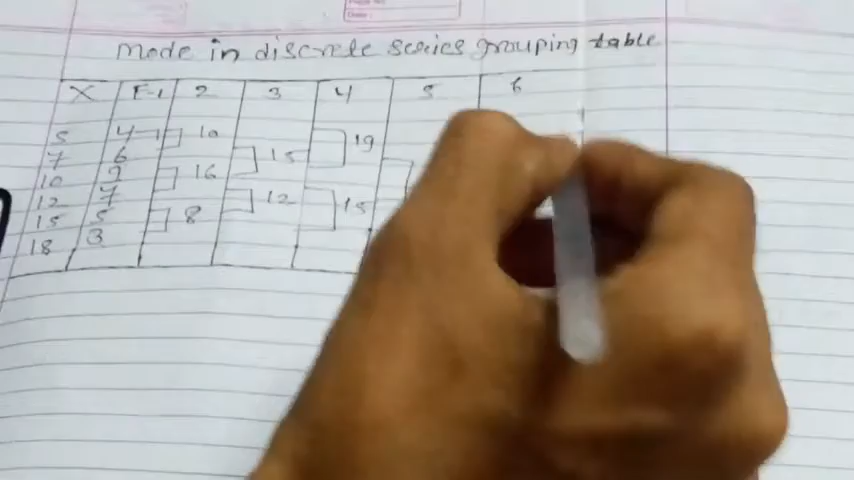 mode in discrete series grouping table
X F-1 2 3 4 5 6
5 4 10 19
7 6 15
10 9 16
12 7 12 15
15 5 8
18 3